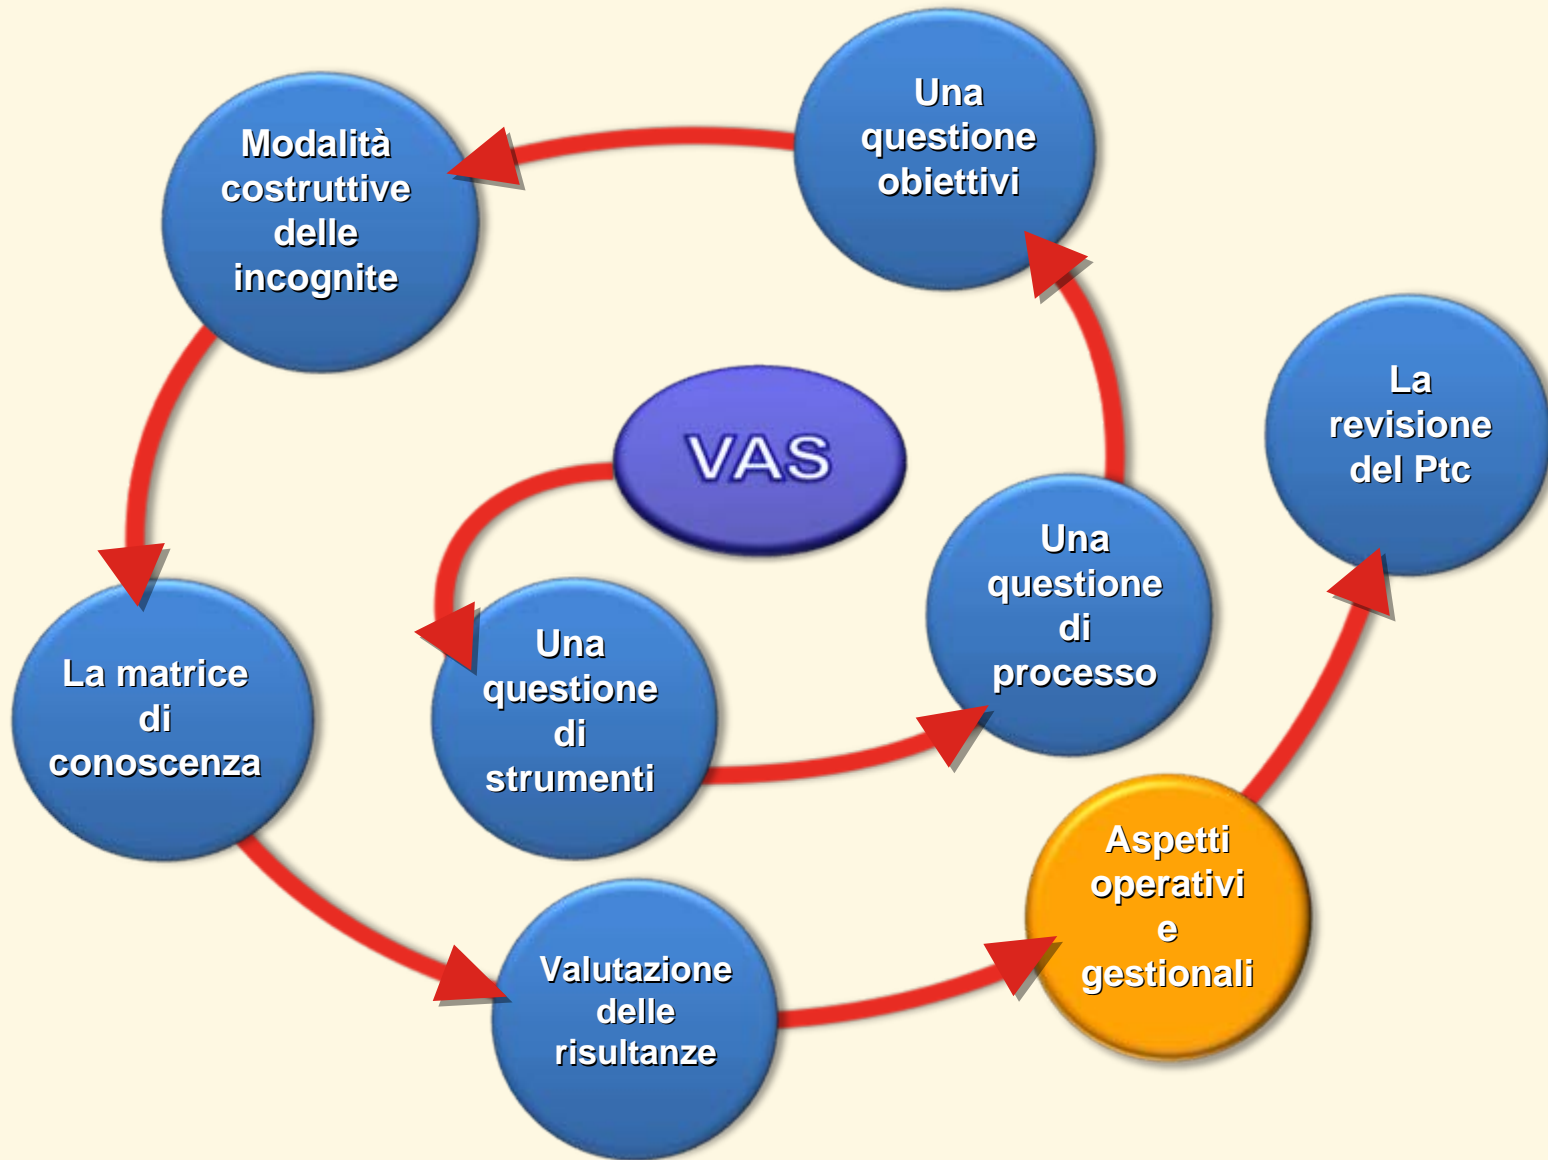 VAS
Una
questione
di
strumenti
Una
questione
di
processo
Una
questione
obiettivi
Modalità
costruttive
delle
incognite
La matrice
di
conoscenza
Valutazione
delle
risultanze
Aspetti
operativi
e
gestionali
La
revisione
del Ptc